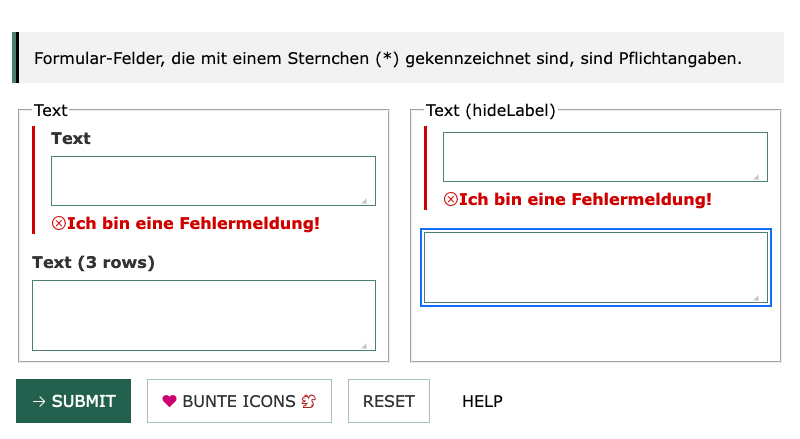 Formular-Felder, die mit einem Sternchen (*) gekennzeichnet sind, sind Pflichtangaben.
Text
Text
Ich bin eine Fehlermeldung!
Text (3 rows)
Text (hideLabel)
Ich bin eine Fehlermeldung!
SUBMIT
BUNTE ICONS
RESET
HELP